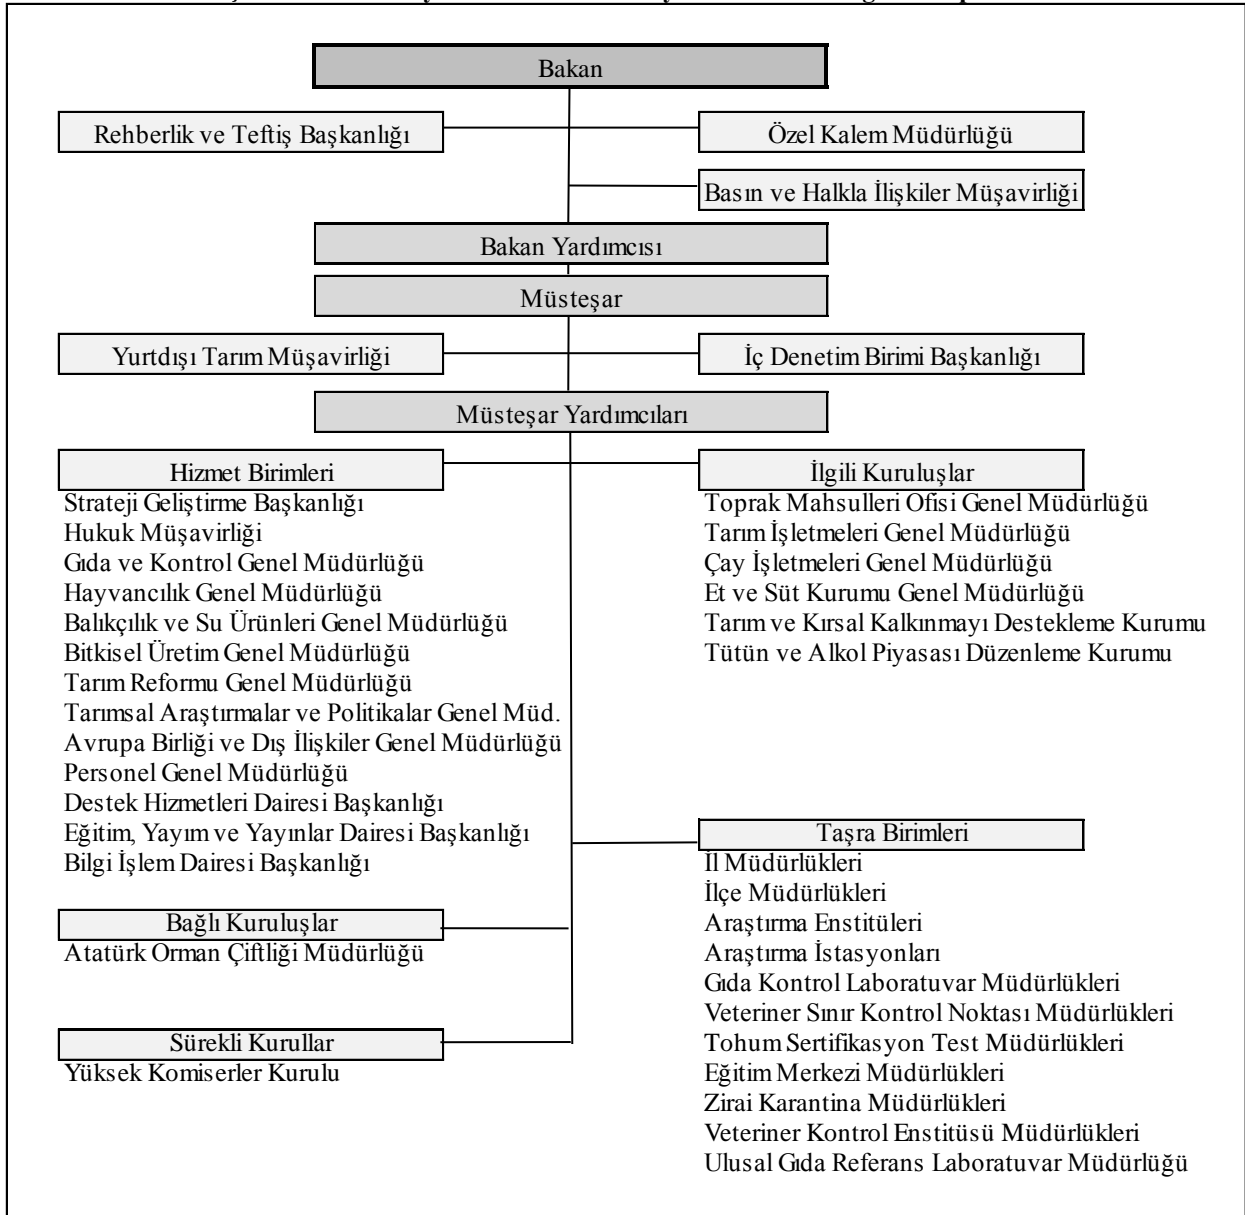 Bakan
Rehberlik ve Teftiş Başkanlığı
Özel Kalem Müdürlüğü
Basın ve Halkla İlişkiler Müşavirliği
Bakan Yardımcısı
Müsteşar
Yurtdışı Tarım Müşavirliği
İç Denetim Birimi Başkanlığı
Müsteşar Yardımcıları
Hizmet Birimleri
Strateji Geliştirme Başkanlığı
Hukuk Müşavirliği
Gıda ve Kontrol Genel Müdürlüğü
Hayvancılık Genel Müdürlüğü
Balıkçılık ve Su Ürünleri Genel Müdürlüğü
Bitkisel Üretim Genel Müdürlüğü
Tarım Reformu Genel Müdürlüğü
Tarımsal Araştırmalar ve Politikalar Genel Müd.
Avrupa Birliği ve Dış İlişkiler Genel Müdürlüğü
Personel Genel Müdürlüğü
Destek Hizmetleri Dairesi Başkanlığı
Eğitim, Yayım ve Yayınlar Dairesi Başkanlığı
Bilgi İşlem Dairesi Başkanlığı
İlgili Kuruluşlar
Toprak Mahsulleri Ofisi Genel Müdürlüğü
Tarım İşletmeleri Genel Müdürlüğü
Çay İşletmeleri Genel Müdürlüğü
Et ve Süt Kurumu Genel Müdürlüğü
Tarım ve Kırsal Kalkınmayı Destekleme Kurumu
Tütün ve Alkol Piyasası Düzenleme Kurumu
Bağlı Kuruluşlar
Atatürk Orman Çiftliği Müdürlüğü
Sürekli Kurullar
Yüksek Komiserler Kurulu
Taşra Birimleri
İl Müdürlükleri
İlçe Müdürlükleri
Araştırma Enstitüleri
Araştırma İstasyonları
Gıda Kontrol Laboratuvar Müdürlükleri
Veteriner Sınır Kontrol Noktası Müdürlükleri
Tohum Sertifikasyon Test Müdürlükleri
Eğitim Merkezi Müdürlükleri
Zirai Karantina Müdürlükleri
Veteriner Kontrol Enstitüsü Müdürlükleri
Ulusal Gıda Referans Laboratuvar Müdürlüğü